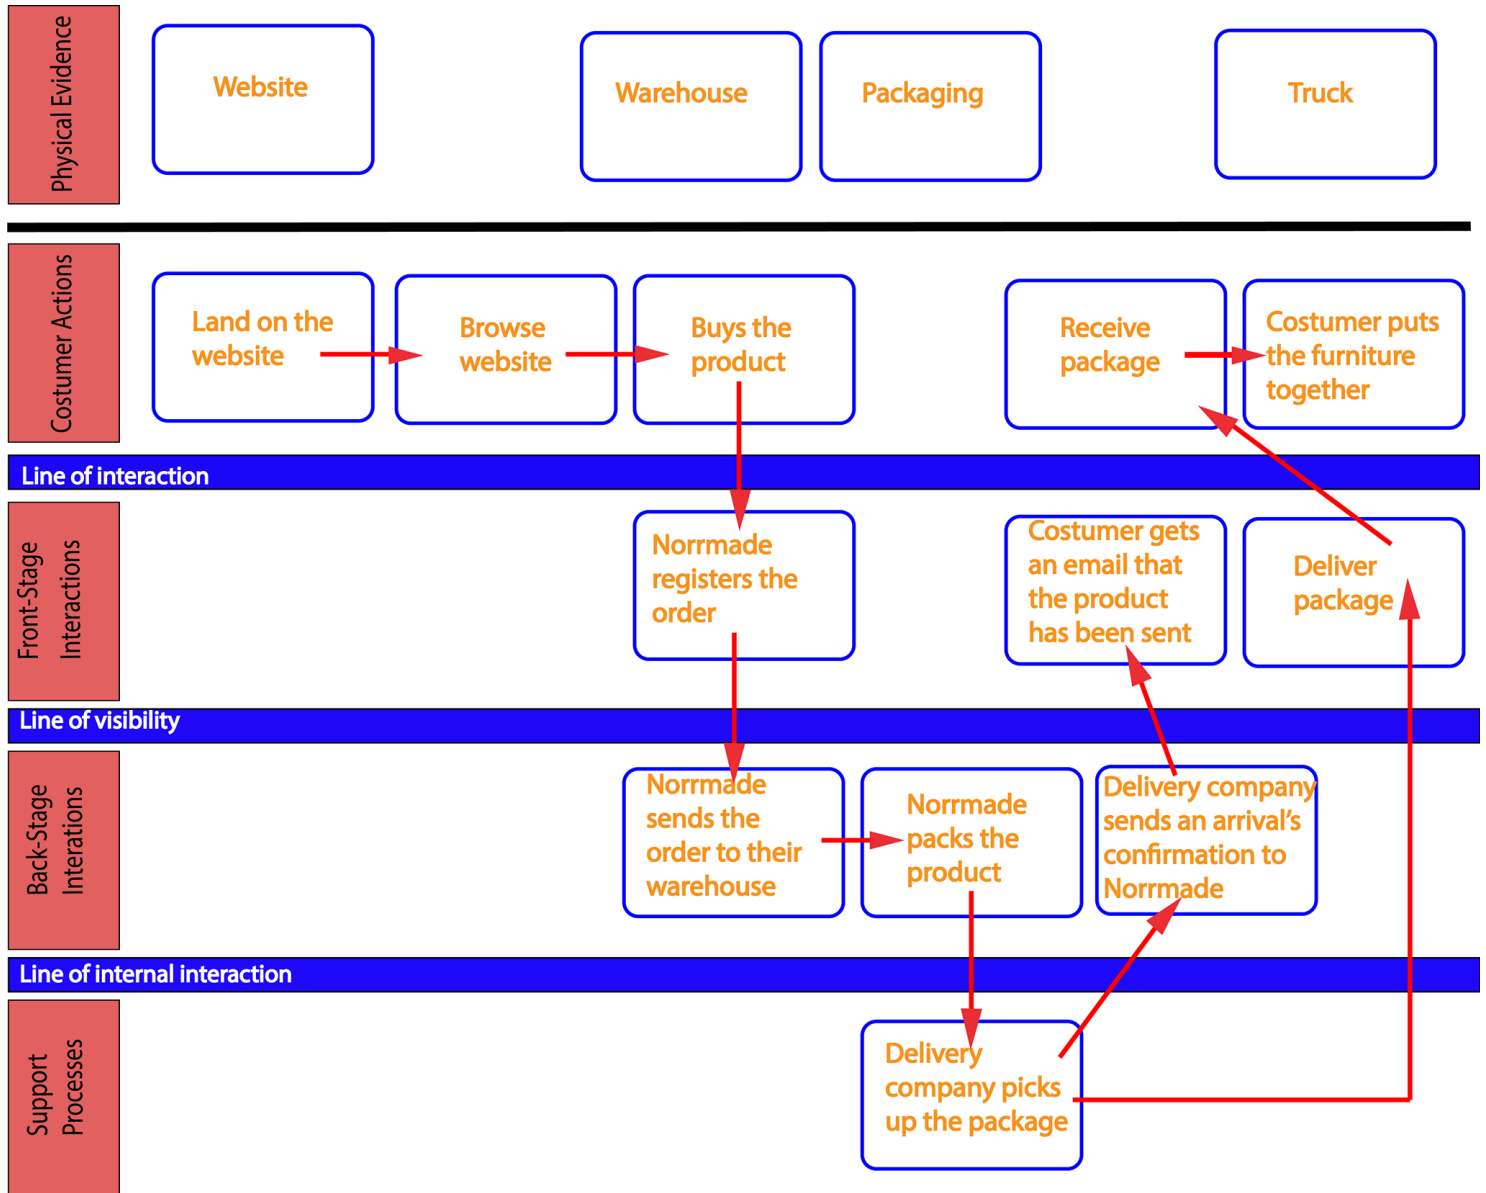 Physical Evidence
Website
Warehouse
Packaging
Truck
Costumer Actions
Land on the
website
Browse
website
Buys the
product
Receive
package
Costumer puts
the furniture
together
Line of interaction
Front-Stage
Interactions
Norrmade
registers the
order
Costumer gets
an email that
the product
has been sent
Deliver
package
Line of visibility
Back-Stage
Interations
Norrmade
sends the
order to their
warehouse
Norrmade
packs the
product
Delivery company
sends an arrival's
confirmation to
Norrmade
Line of internal interaction
Support
Processes
Delivery
company picks
up the package